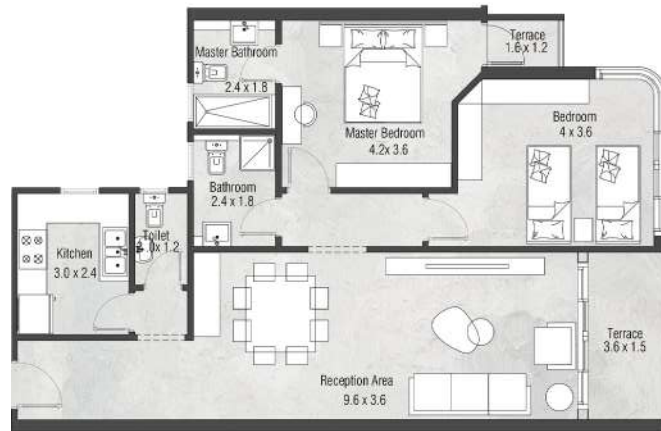 Terrace
1.6 x 1.2
Master Bathroom
2.4 x 1.8
Master Bedroom
4.2x 3.6
Bedroom
4 x 3.6
Bathroom
2.4 x 1.8
Toilet
.0x 1.2
Kitchen
3.0 x 2.4
Terrace
3.6 x 1.5
Reception Area
9.6 x 3.6